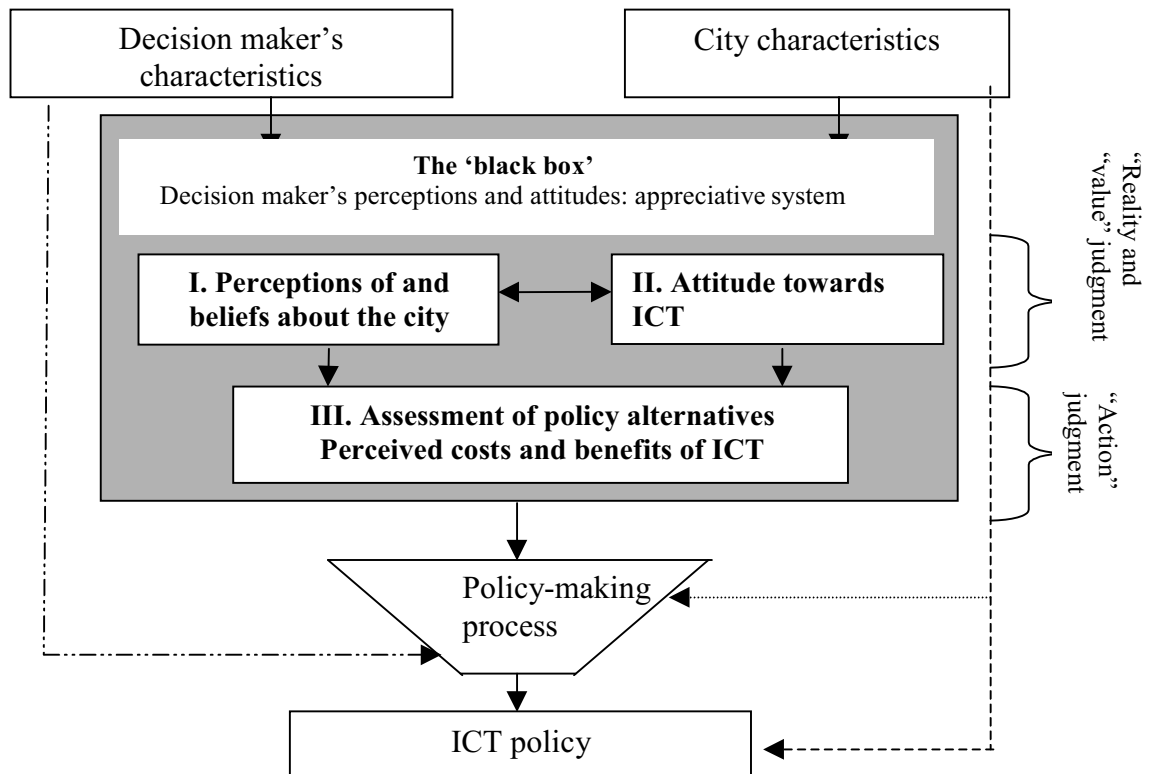 Decision maker’s
characteristics
City characteristics
The ‘black box’
Decision maker’s perceptions and attitudes: appreciative system
I. Perceptions of and
beliefs about the city
II. Attitude towards
ICT
“Reality and
“value” judgment
III. Assessment of policy alternatives
Perceived costs and benefits of ICT
“Action”
judgment
Policy-making
process
ICT policy